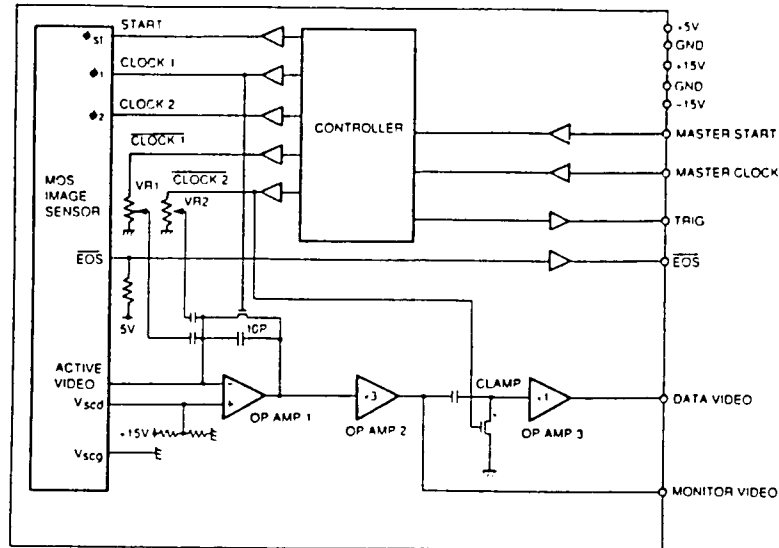 START
+5V
ϕST
GND
CLOCK 1
+15V
ϕ1
GND
CLOCK 2
-15V
ϕ2
CONTROLLER
MASTER START
CLOCK 1
MASTER CLOCK
VR1
CLOCK 2
MOS
IMAGE
SENSOR
VR2
TRIG
EOS
EOS
5V
10P
ACTIVE
VIDEO
-
CLAMP
×3
×1
DATA VIDEO
Vscd
+
OP AMP 1
OP AMP 2
OP AMP 3
+15V
Vscg
MONITOR VIDEO